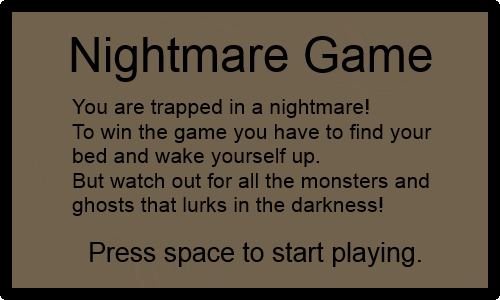 Nightmare Game
You are trapped in a nightmare!
To win the game you have to find your
bed and wake yourself up.
But watch out for all the monsters and
ghosts that lurks in the darkness!
Press space to start playing.